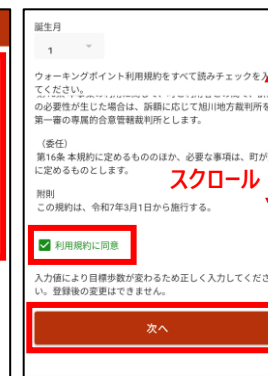 誕生月
1
ウォーキングポイント利用規約をすべて読みチェックを入
てください。
の必要性が生じた場合は、訴額に応じて旭川地方裁判所を
第一審の専属的合意管轄裁判所とします。
（委任）
第16条 本規約に定めるもののほか、必要な事項は、町が
に定めるものとします。
スクロール
附則
この規約は、令和7年3月1日から施行する。
利用規約に同意
入力値により目標歩数が変わるため正しく入力してくださ
い。登録後の変更はできません。
次へ